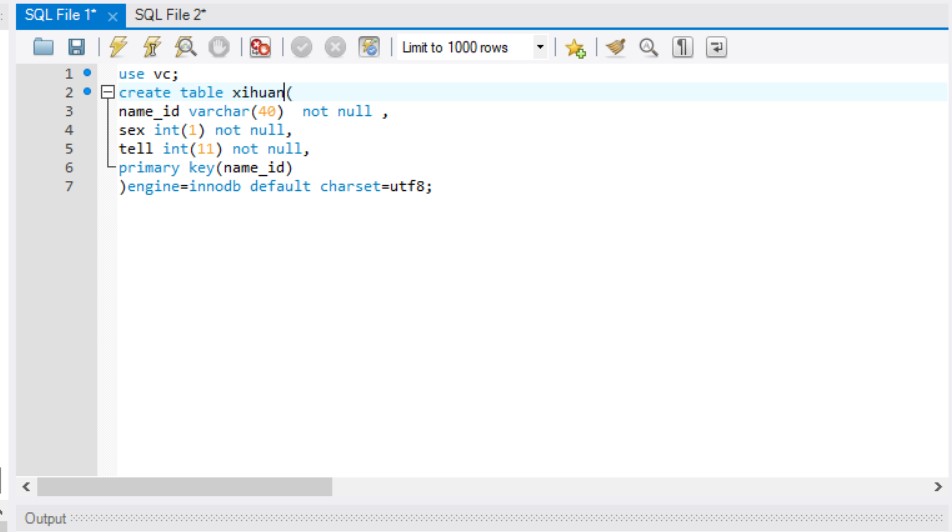 SQL File 1* SQL File 2*
Limit to 1000 rows
1 use vc;
2 create table xihuan(
3 name_id varchar(40)  not null ,
4 sex int(1) not null,
5 tell int(11) not null,
6 primary key(name_id)
7 )engine=innodb default charset=utf8;
Output